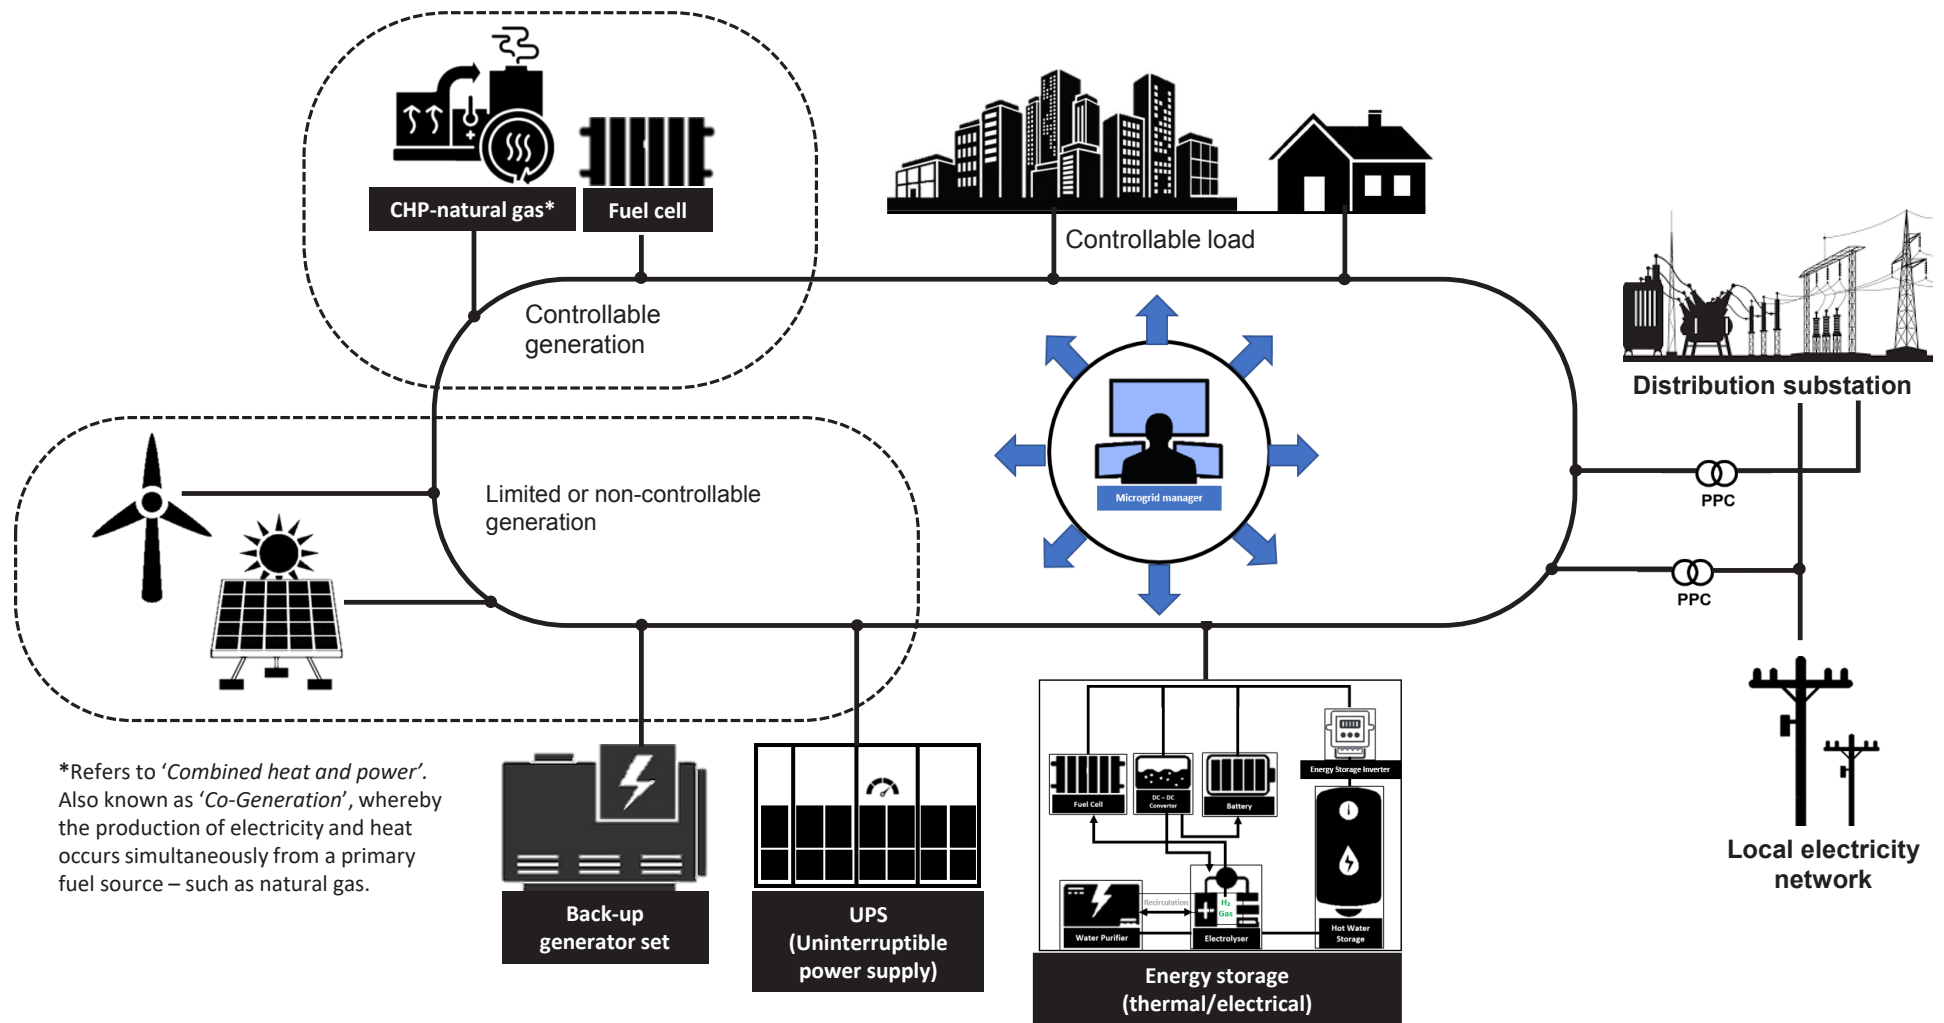 CHP-natural gas*
Fuel cell
Controllable load
Controllable
generation
Distribution substation
Limited or non-controllable
generation
Microgrid manager
PPC
PPC
*Refers to ‘Combined heat and power’.
Also known as ‘Co-Generation’, whereby
the production of electricity and heat
occurs simultaneously from a primary
fuel source – such as natural gas.
Back-up
generator set
UPS
(Uninterruptible
power supply)
Energy Storage Inverter
Fuel Cell
DC – DC
Converter
Battery
Recirculation
H₂
Gas
Water Purifier
Electrolyser
Hot Water
Storage
Energy storage
(thermal/electrical)
Local electricity
network